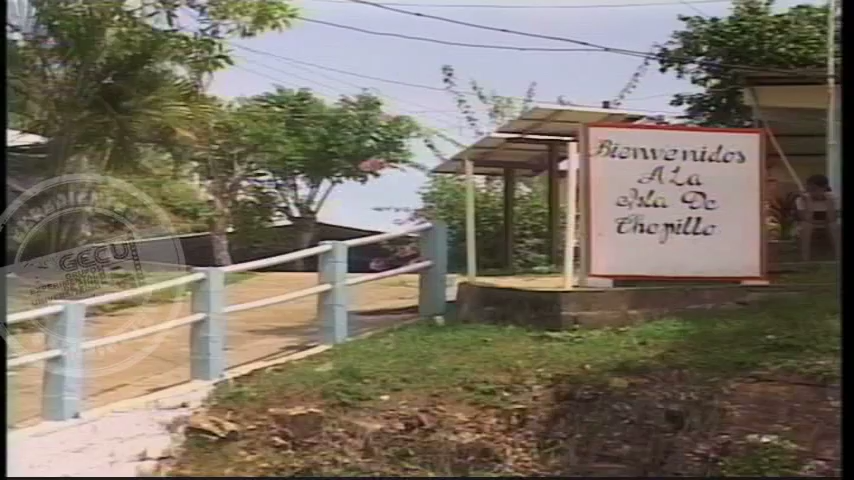 Bienvenidos
A La
Isla De
Chepillo
GECU